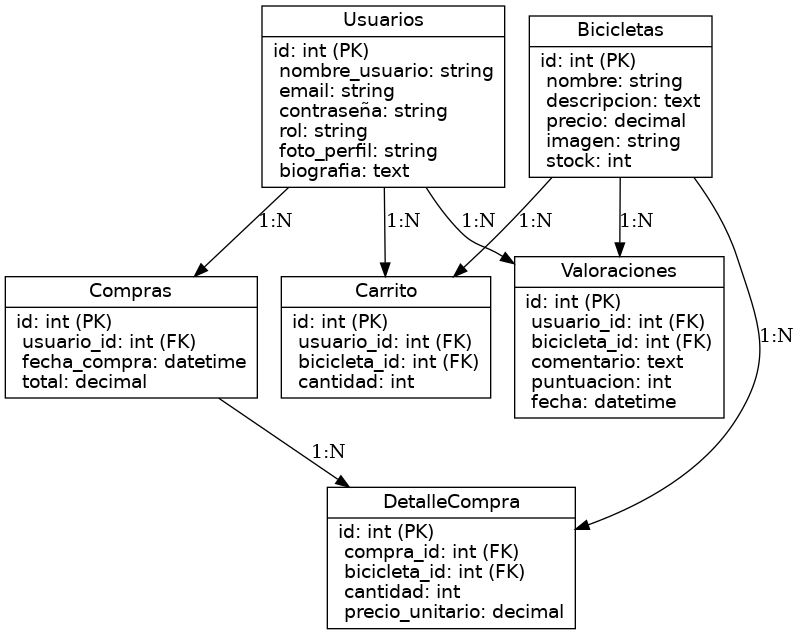 Usuarios
id: int (PK)
nombre_usuario: string
email: string
contraseña: string
rol: string
foto_perfil: string
biografia: text
Bicicletas
id: int (PK)
nombre: string
descripcion: text
precio: decimal
imagen: string
stock: int
1:N
1:N
1:N
1:N
1:N
Compras
id: int (PK)
usuario_id: int (FK)
fecha_compra: datetime
total: decimal
Carrito
id: int (PK)
usuario_id: int (FK)
bicicleta_id: int (FK)
cantidad: int
Valoraciones
id: int (PK)
usuario_id: int (FK)
bicicleta_id: int (FK)
comentario: text
puntuacion: int
fecha: datetime
1:N
1:N
DetalleCompra
id: int (PK)
compra_id: int (FK)
bicicleta_id: int (FK)
cantidad: int
precio_unitario: decimal